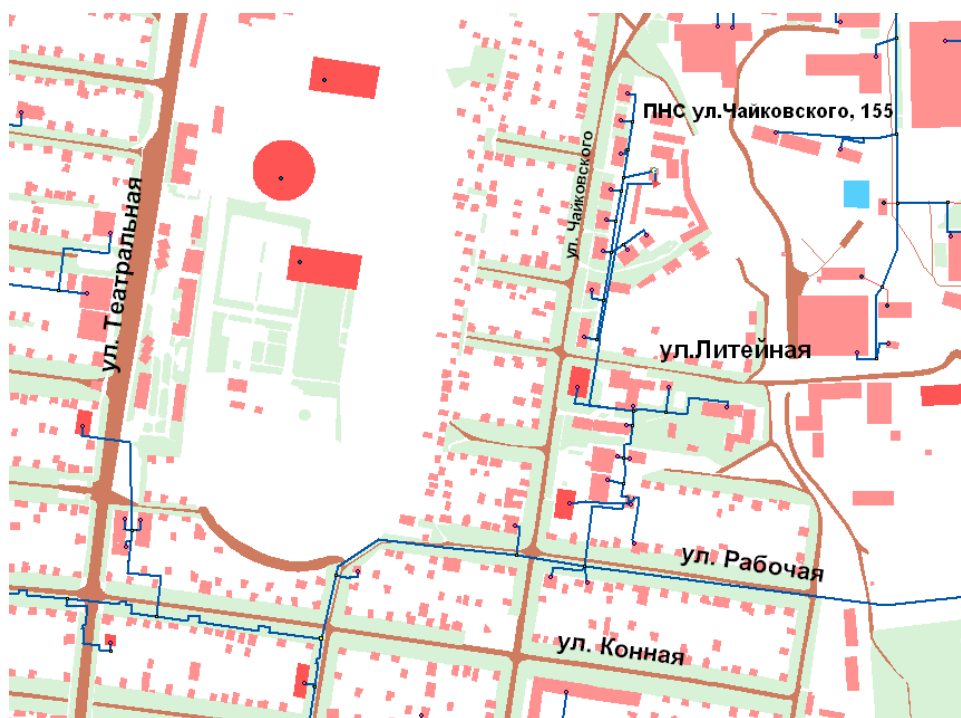 ПНС ул.Чайковского, 155
ул. Чайковского
ул. Театральная
ул.Литейная
ул. Рабочая
ул. Конная